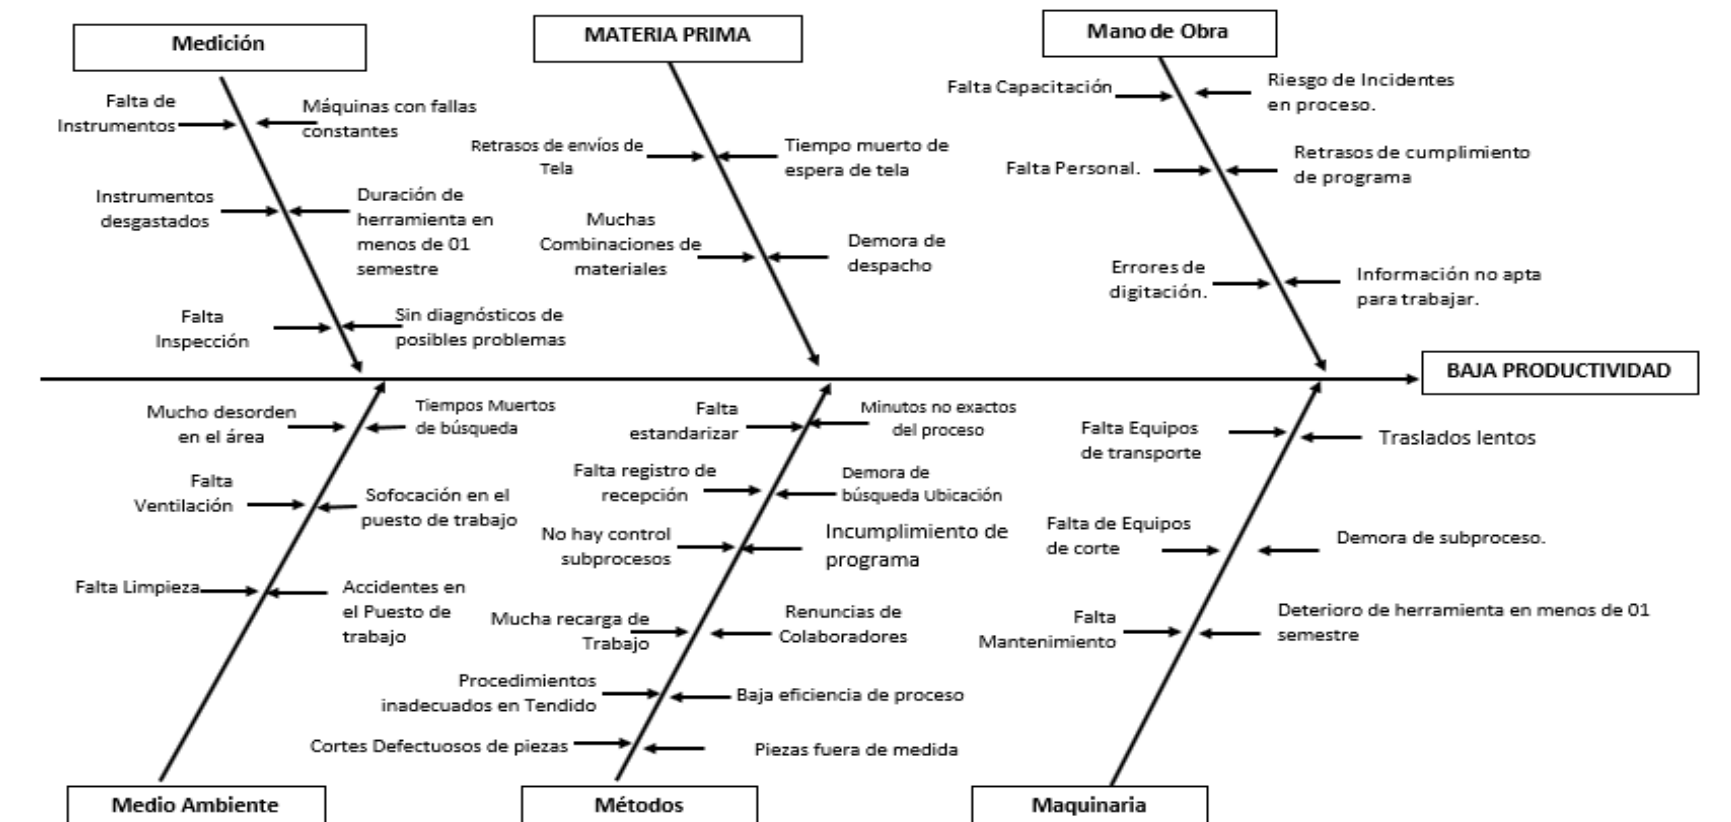 Medición
MATERIA PRIMA
Mano de Obra
Falta de
Instrumentos
Máquinas con fallas
constantes
Instrumentos
desgastados
Duración de
herramienta en
menos de 01
semestre
Falta
Inspección
Sin diagnósticos de
posibles problemas
Retrasos de envíos de
Tela
Tiempo muerto de
espera de tela
Muchas
Combinaciones de
materiales
Demora de
despacho
Falta Capacitación
Riesgo de Incidentes
en proceso.
Falta Personal.
Retrasos de cumplimiento
de programa
Errores de
digitación.
Información no apta
para trabajar.
BAJA PRODUCTIVIDAD
Mucho desorden
en el área
Tiempos Muertos
de búsqueda
Falta
Ventilación
Sofocación en el
puesto de trabajo
Falta Limpieza
Accidentes en
el Puesto de
trabajo
Falta
estandarizar
Minutos no exactos
del proceso
Falta registro de
recepción
Demora de
búsqueda Ubicación
No hay control
subprocesos
Incumplimiento de
programa
Mucha recarga de
Trabajo
Renuncias de
Colaboradores
Procedimientos
inadecuados en Tendido
Baja eficiencia de proceso
Cortes Defectuosos de piezas
Piezas fuera de medida
Falta Equipos
de transporte
Traslados lentos
Falta de Equipos
de corte
Demora de subproceso.
Falta
Mantenimiento
Deterioro de herramienta en menos de 01
semestre
Medio Ambiente
Métodos
Maquinaria